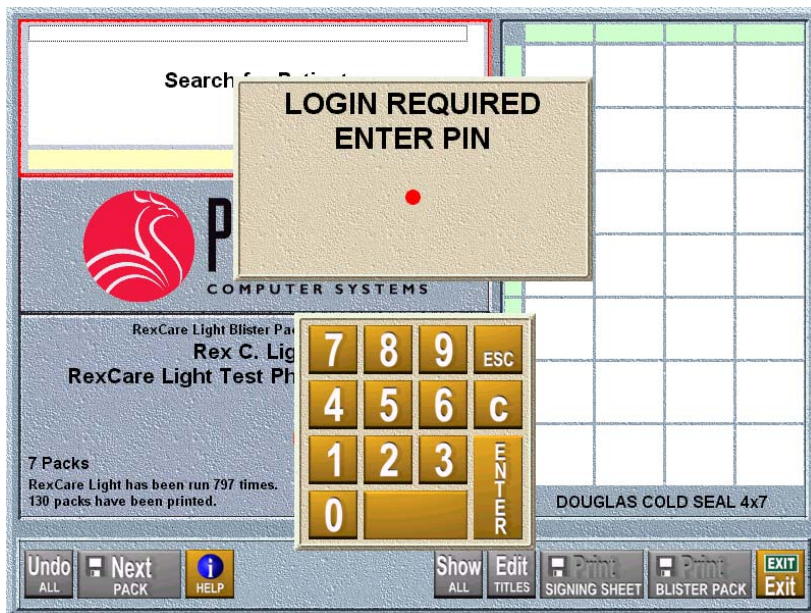 Search for Patient
LOGIN REQUIRED
ENTER PIN
P
COMPUTER SYSTEMS
RexCare Light Blister
Rex C.
RexCare Light Test
7 Packs
RexCare Light has been run 797 times.
130 packs have been printed.
7 8 9 ESC
4 5 6 C
1 2 3 ENTER
0
DOUGLAS COLD SEAL 4x7
Undo
ALL
Next
PACK
i
HELP
Show
ALL
Edit
TITLES
Print
SIGNING SHEET
Print
BLISTER PACK
EXIT
Exit